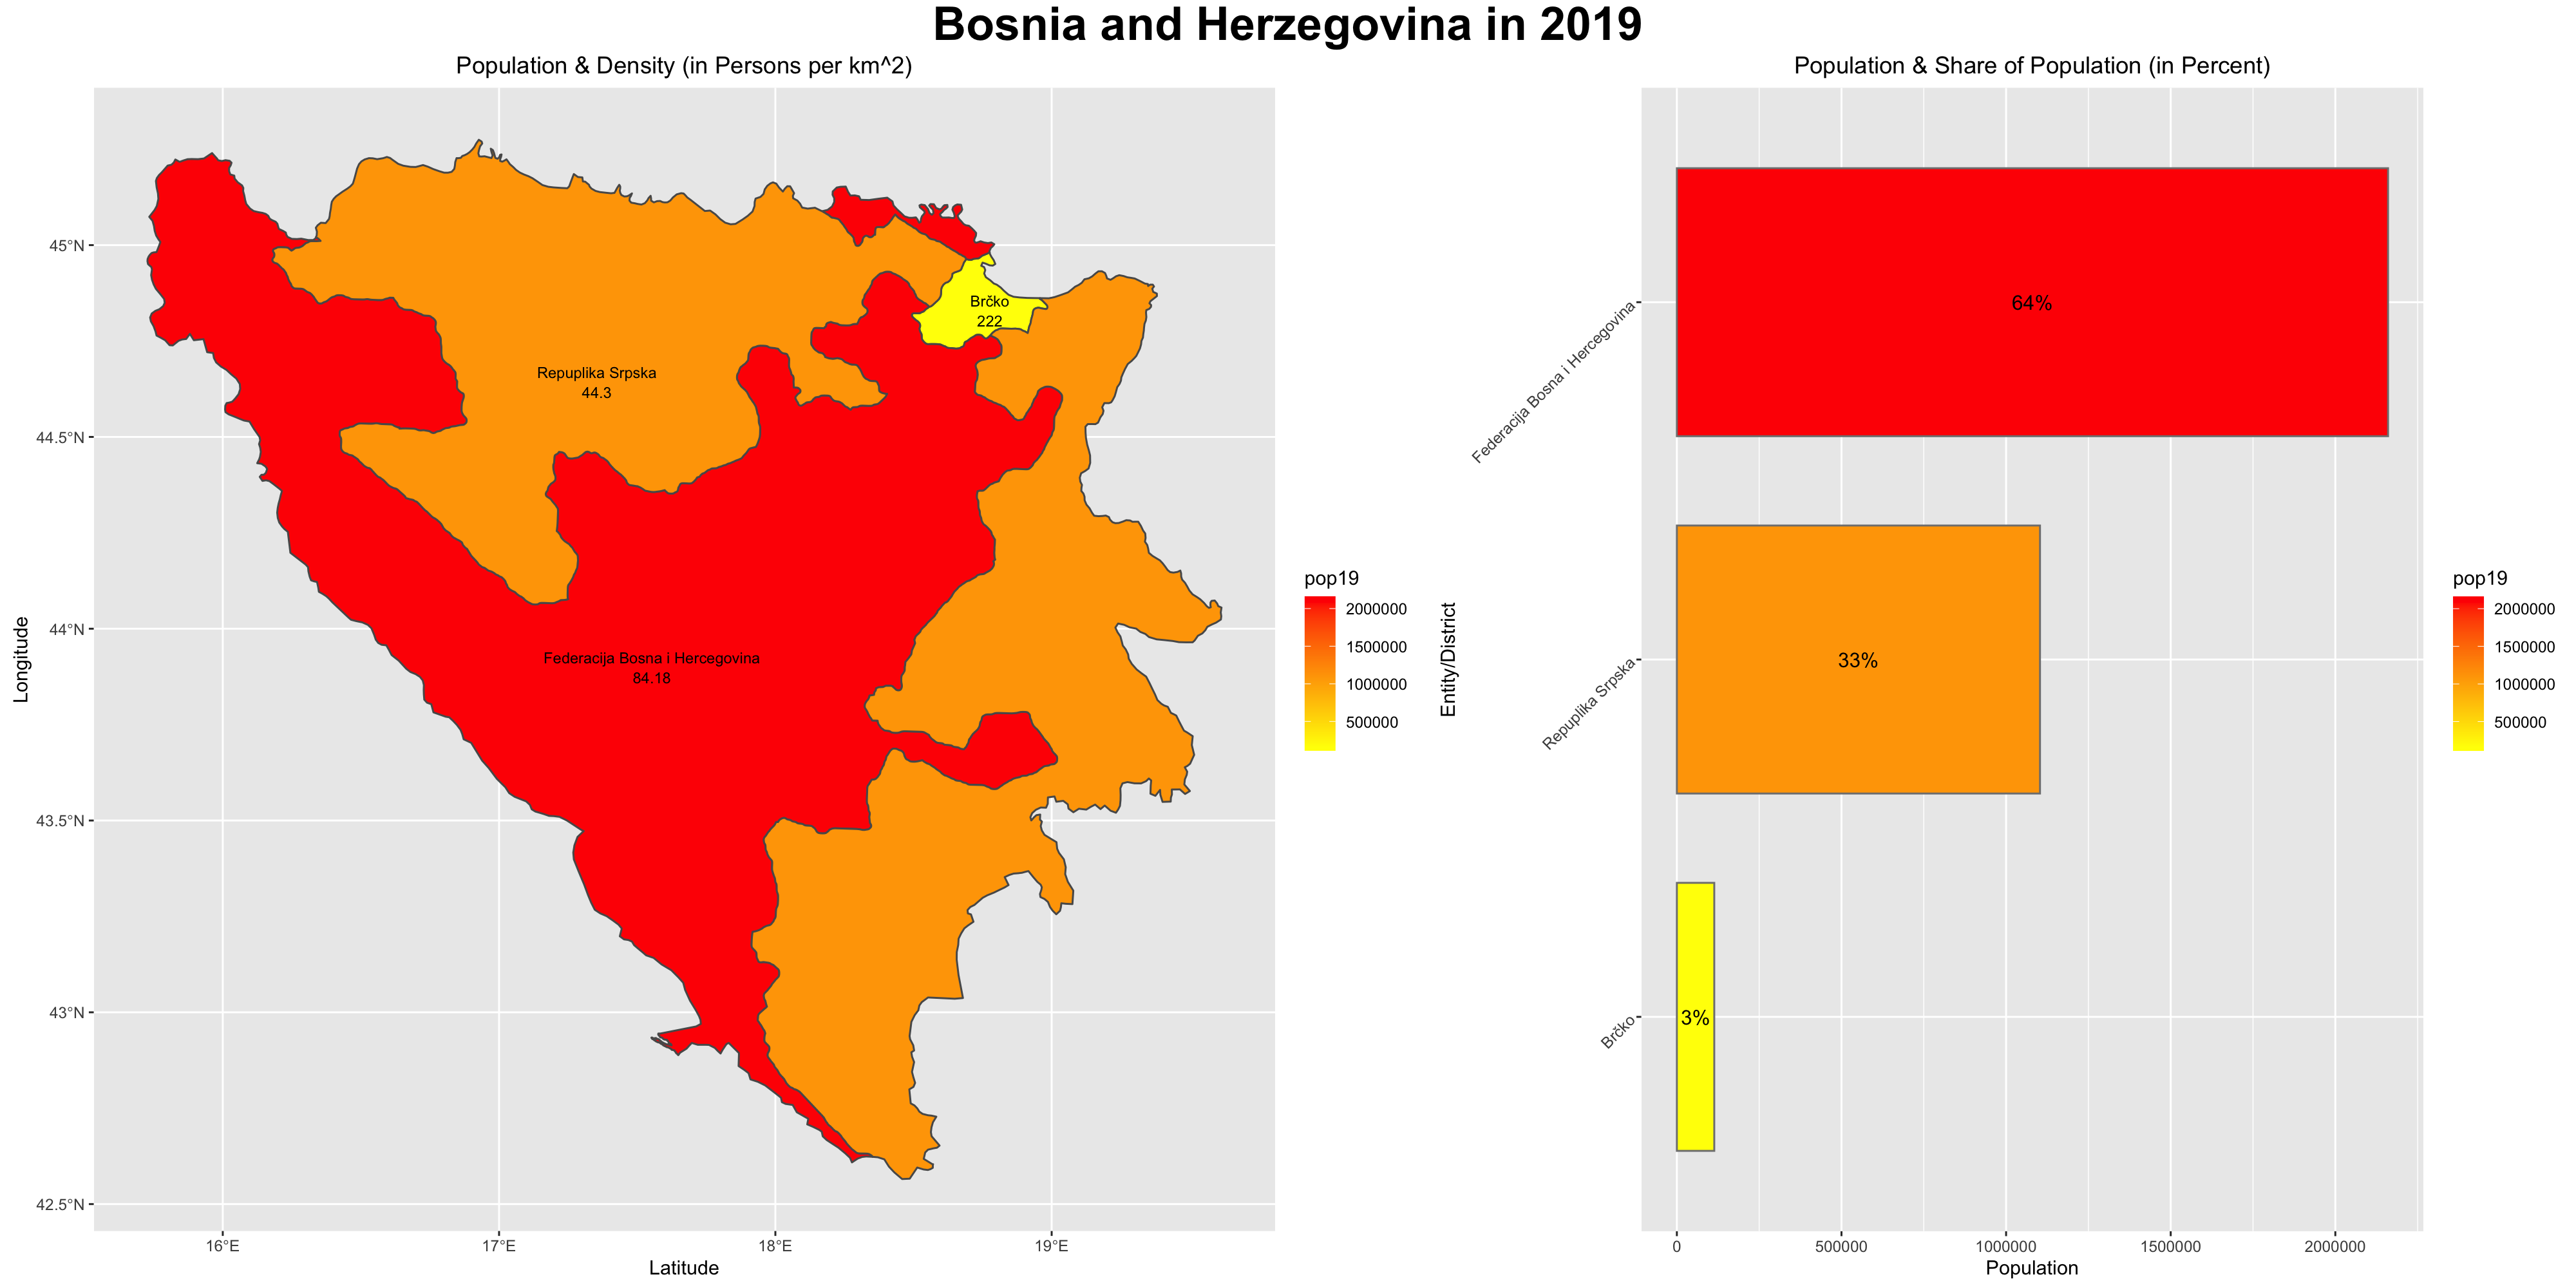 Bosnia and Herzegovina in 2019
Population & Density (in Persons per km^2)
45°N
44.5°N
44°N
43.5°N
43°N
42.5°N
Longitude
16°E
17°E
18°E
19°E
Latitude
Brčko
222
Repuplika Srpska
44.3
Federacija Bosna i Hercegovina
84.18
pop19
2000000
1500000
1000000
500000
Population & Share of Population (in Percent)
Entity/District
Federacija Bosna i Hercegovina
64%
Repuplika Srpska
33%
Brčko
3%
0
500000
1000000
1500000
2000000
Population
pop19
2000000
1500000
1000000
500000